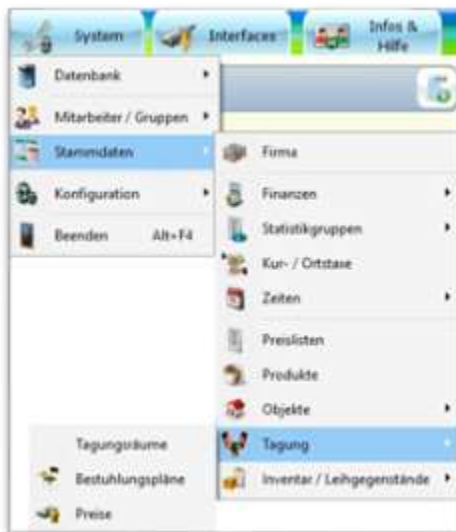 System
Interfaces
Infos &
Hilfe
Datenbank
Mitarbeiter / Gruppen
Stammdaten
Konfiguration
Beenden Alt+F4
Firma
Finanzen
Statistikgruppen
Kur- / Ortstaxe
Zeiten
Preislisten
Produkte
Objekte
Tagung
Inventar / Leihgegenstände
Tagungsräume
Bestuhlungspläne
Preise